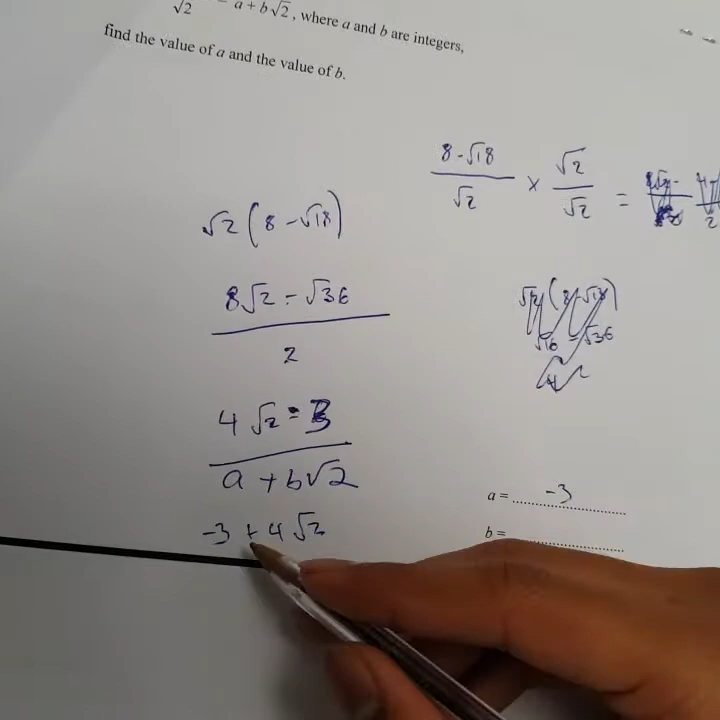 √2 = a + b√2, where a and b are integers,
find the value of a and the value of b.
8 - √18 / √2 × √2 / √2 =
√2 (8 - √18)
8√2 - √36 / 2
4√2 - 3
a + b√2
-3 + 4√2
a = -3
b =